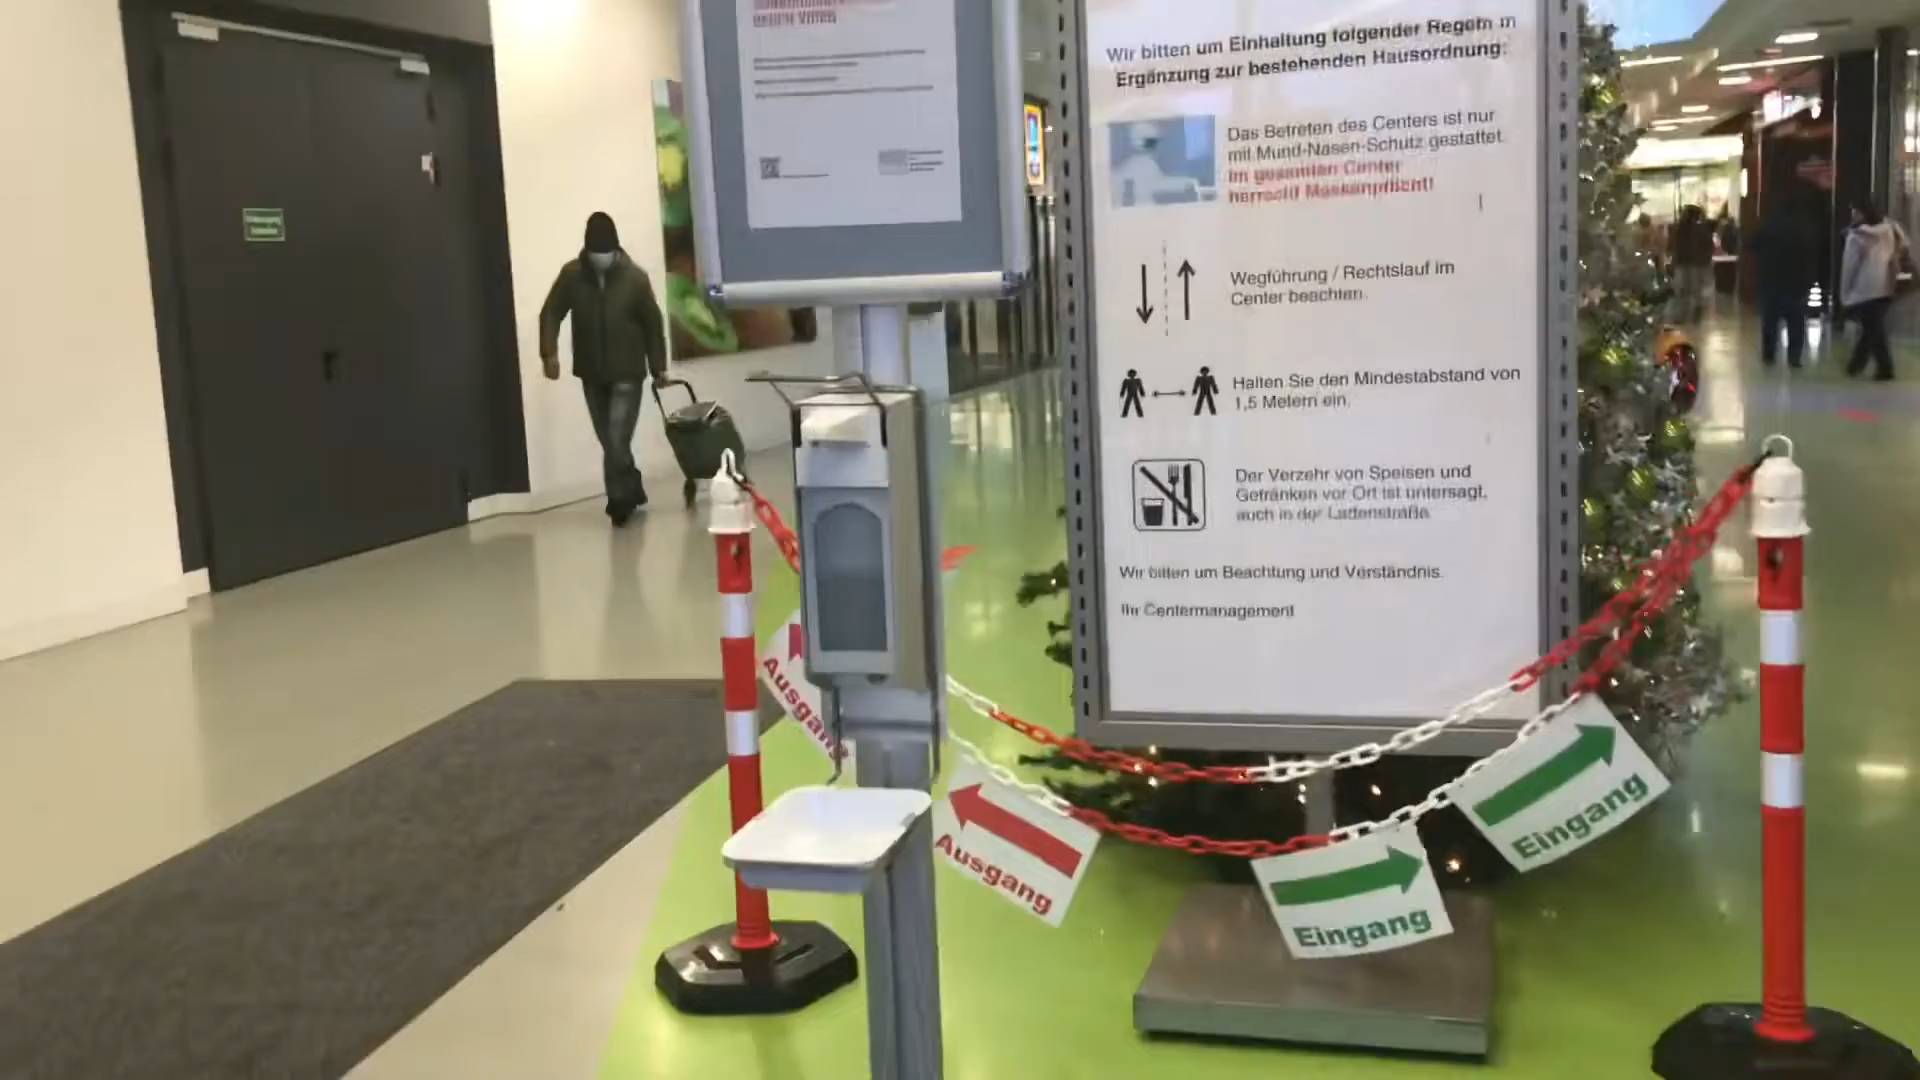 Wir bitten um Einhaltung folgender Regeln in
Ergänzung zur bestehenden Hausordnung:
Das Betreten des Centers ist nur
mit Mund-Nasen-Schutz gestattet.
Im gesamten Center
herrscht Maskenpflicht!
Wegführung / Rechtslauf im
Center beachten.
Halten Sie den Mindestabstand von
1,5 Metern ein.
Der Verzehr von Speisen und
Getränken vor Ort ist untersagt,
auch in der Ladenstraße.
Wir bitten um Beachtung und Verständnis.
Ihr Centermanagement
Ausgang
Ausgang
Eingang
Eingang